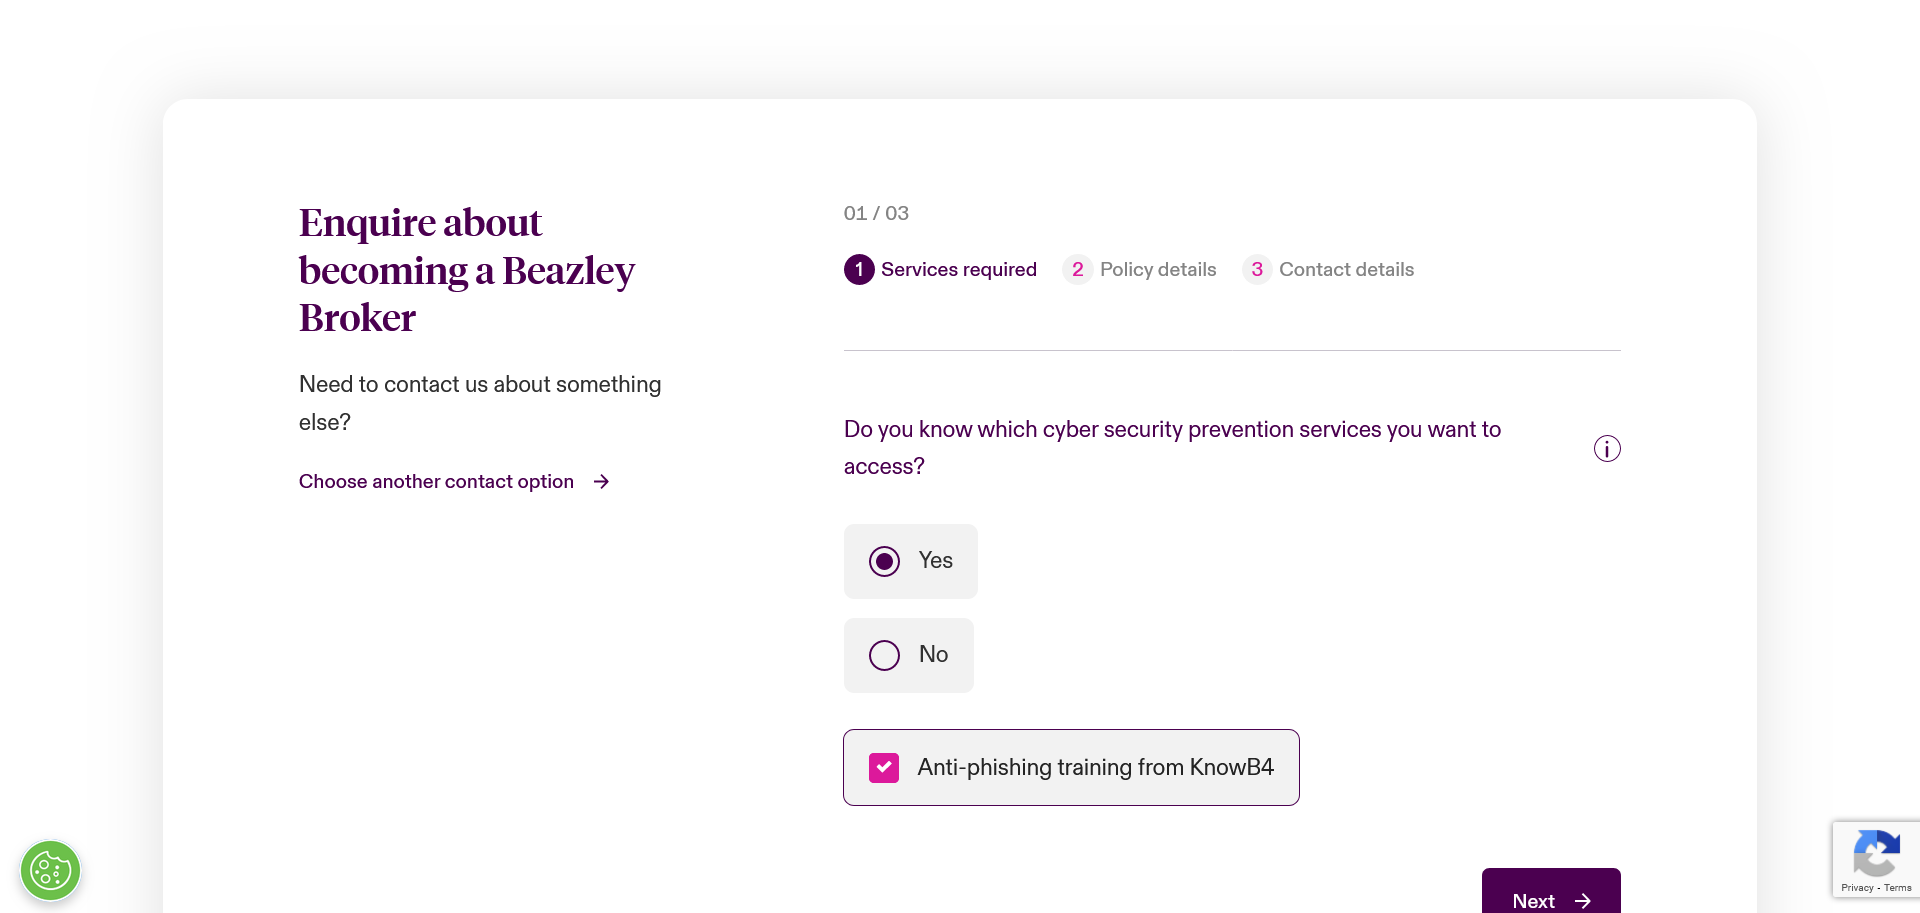 Enquire about
becoming a Beazley
Broker
Need to contact us about something
else?
Choose another contact option
01 / 03
1 Services required 2 Policy details 3 Contact details
Do you know which cyber security prevention services you want to
access?
Yes
No
Anti-phishing training from KnowB4
Next
Privacy - Terms